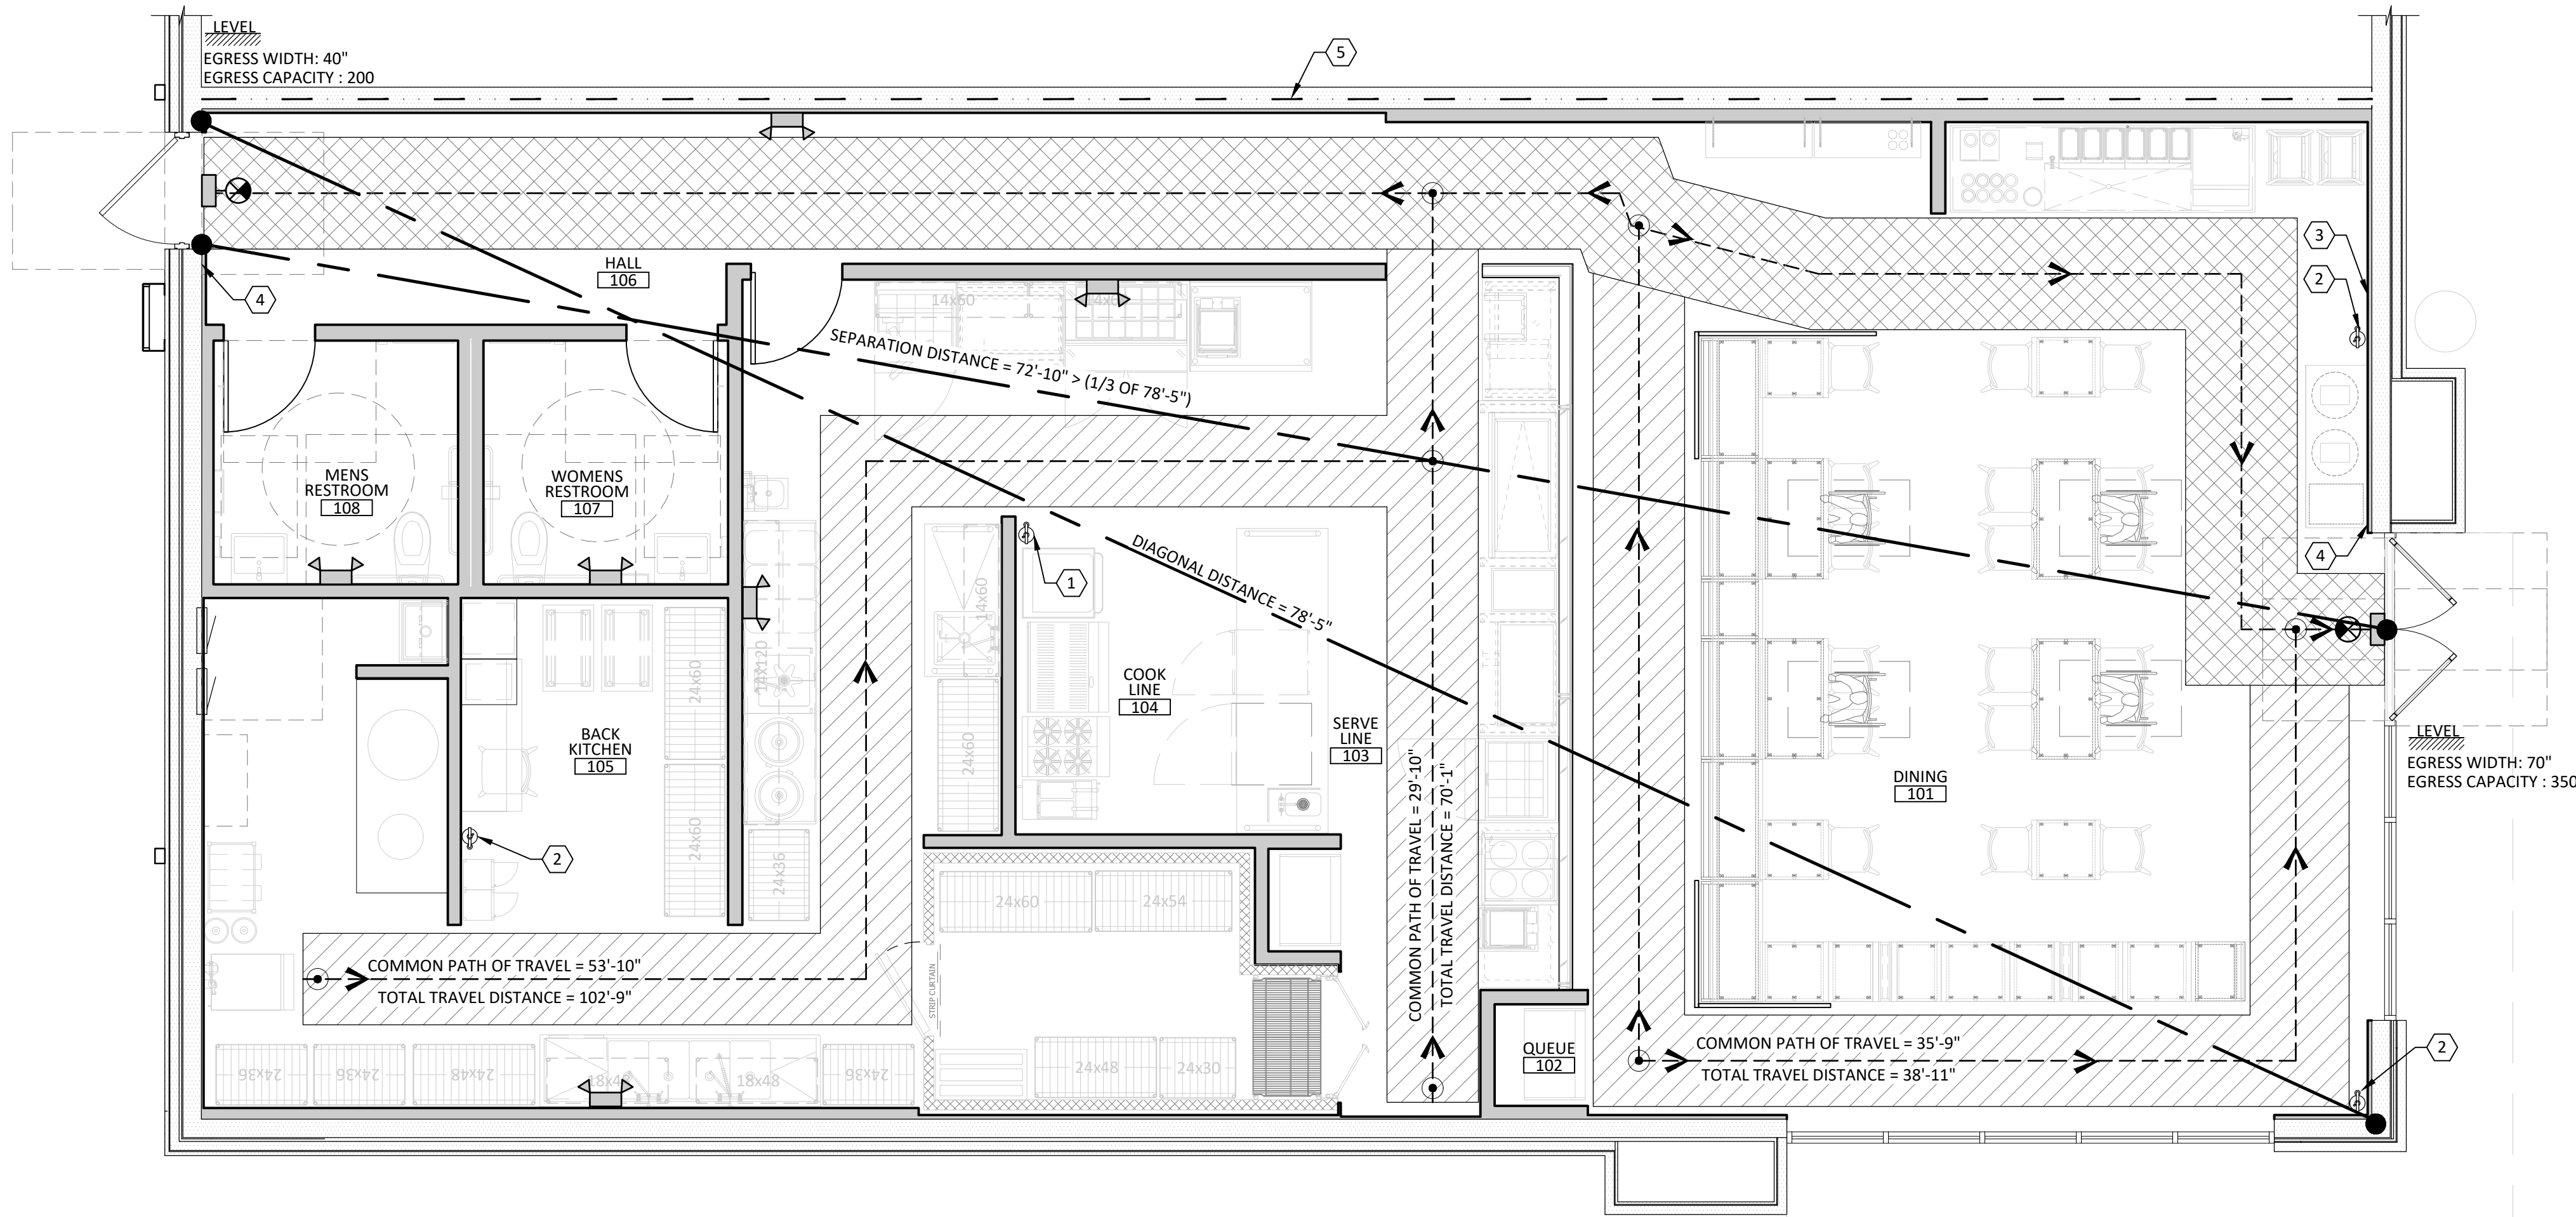 LEVEL
EGRESS WIDTH: 40"
EGRESS CAPACITY : 200
5
HALL
106
4
3
2
14x60
SEPARATION DISTANCE = 72'-10" > (1/3 OF 78'-5")
MENS
RESTROOM
108
WOMENS
RESTROOM
107
DIAGONAL DISTANCE = 78'-5"
1
4
14x60
14x120
24x60
24x60
24x60
24x36
COOK
LINE
104
SERVE
LINE
103
BACK
KITCHEN
105
2
COMMON PATH OF TRAVEL = 29'-10"
TOTAL TRAVEL DISTANCE = 70'-1"
DINING
101
LEVEL
EGRESS WIDTH: 70"
EGRESS CAPACITY : 350
24x60
24x54
COMMON PATH OF TRAVEL = 53'-10"
TOTAL TRAVEL DISTANCE = 102'-9"
STRIP CURTAIN
QUEUE
102
COMMON PATH OF TRAVEL = 35'-9"
TOTAL TRAVEL DISTANCE = 38'-11"
2
24x36
24x36
24x48
18x48
24x36
24x48
24x30